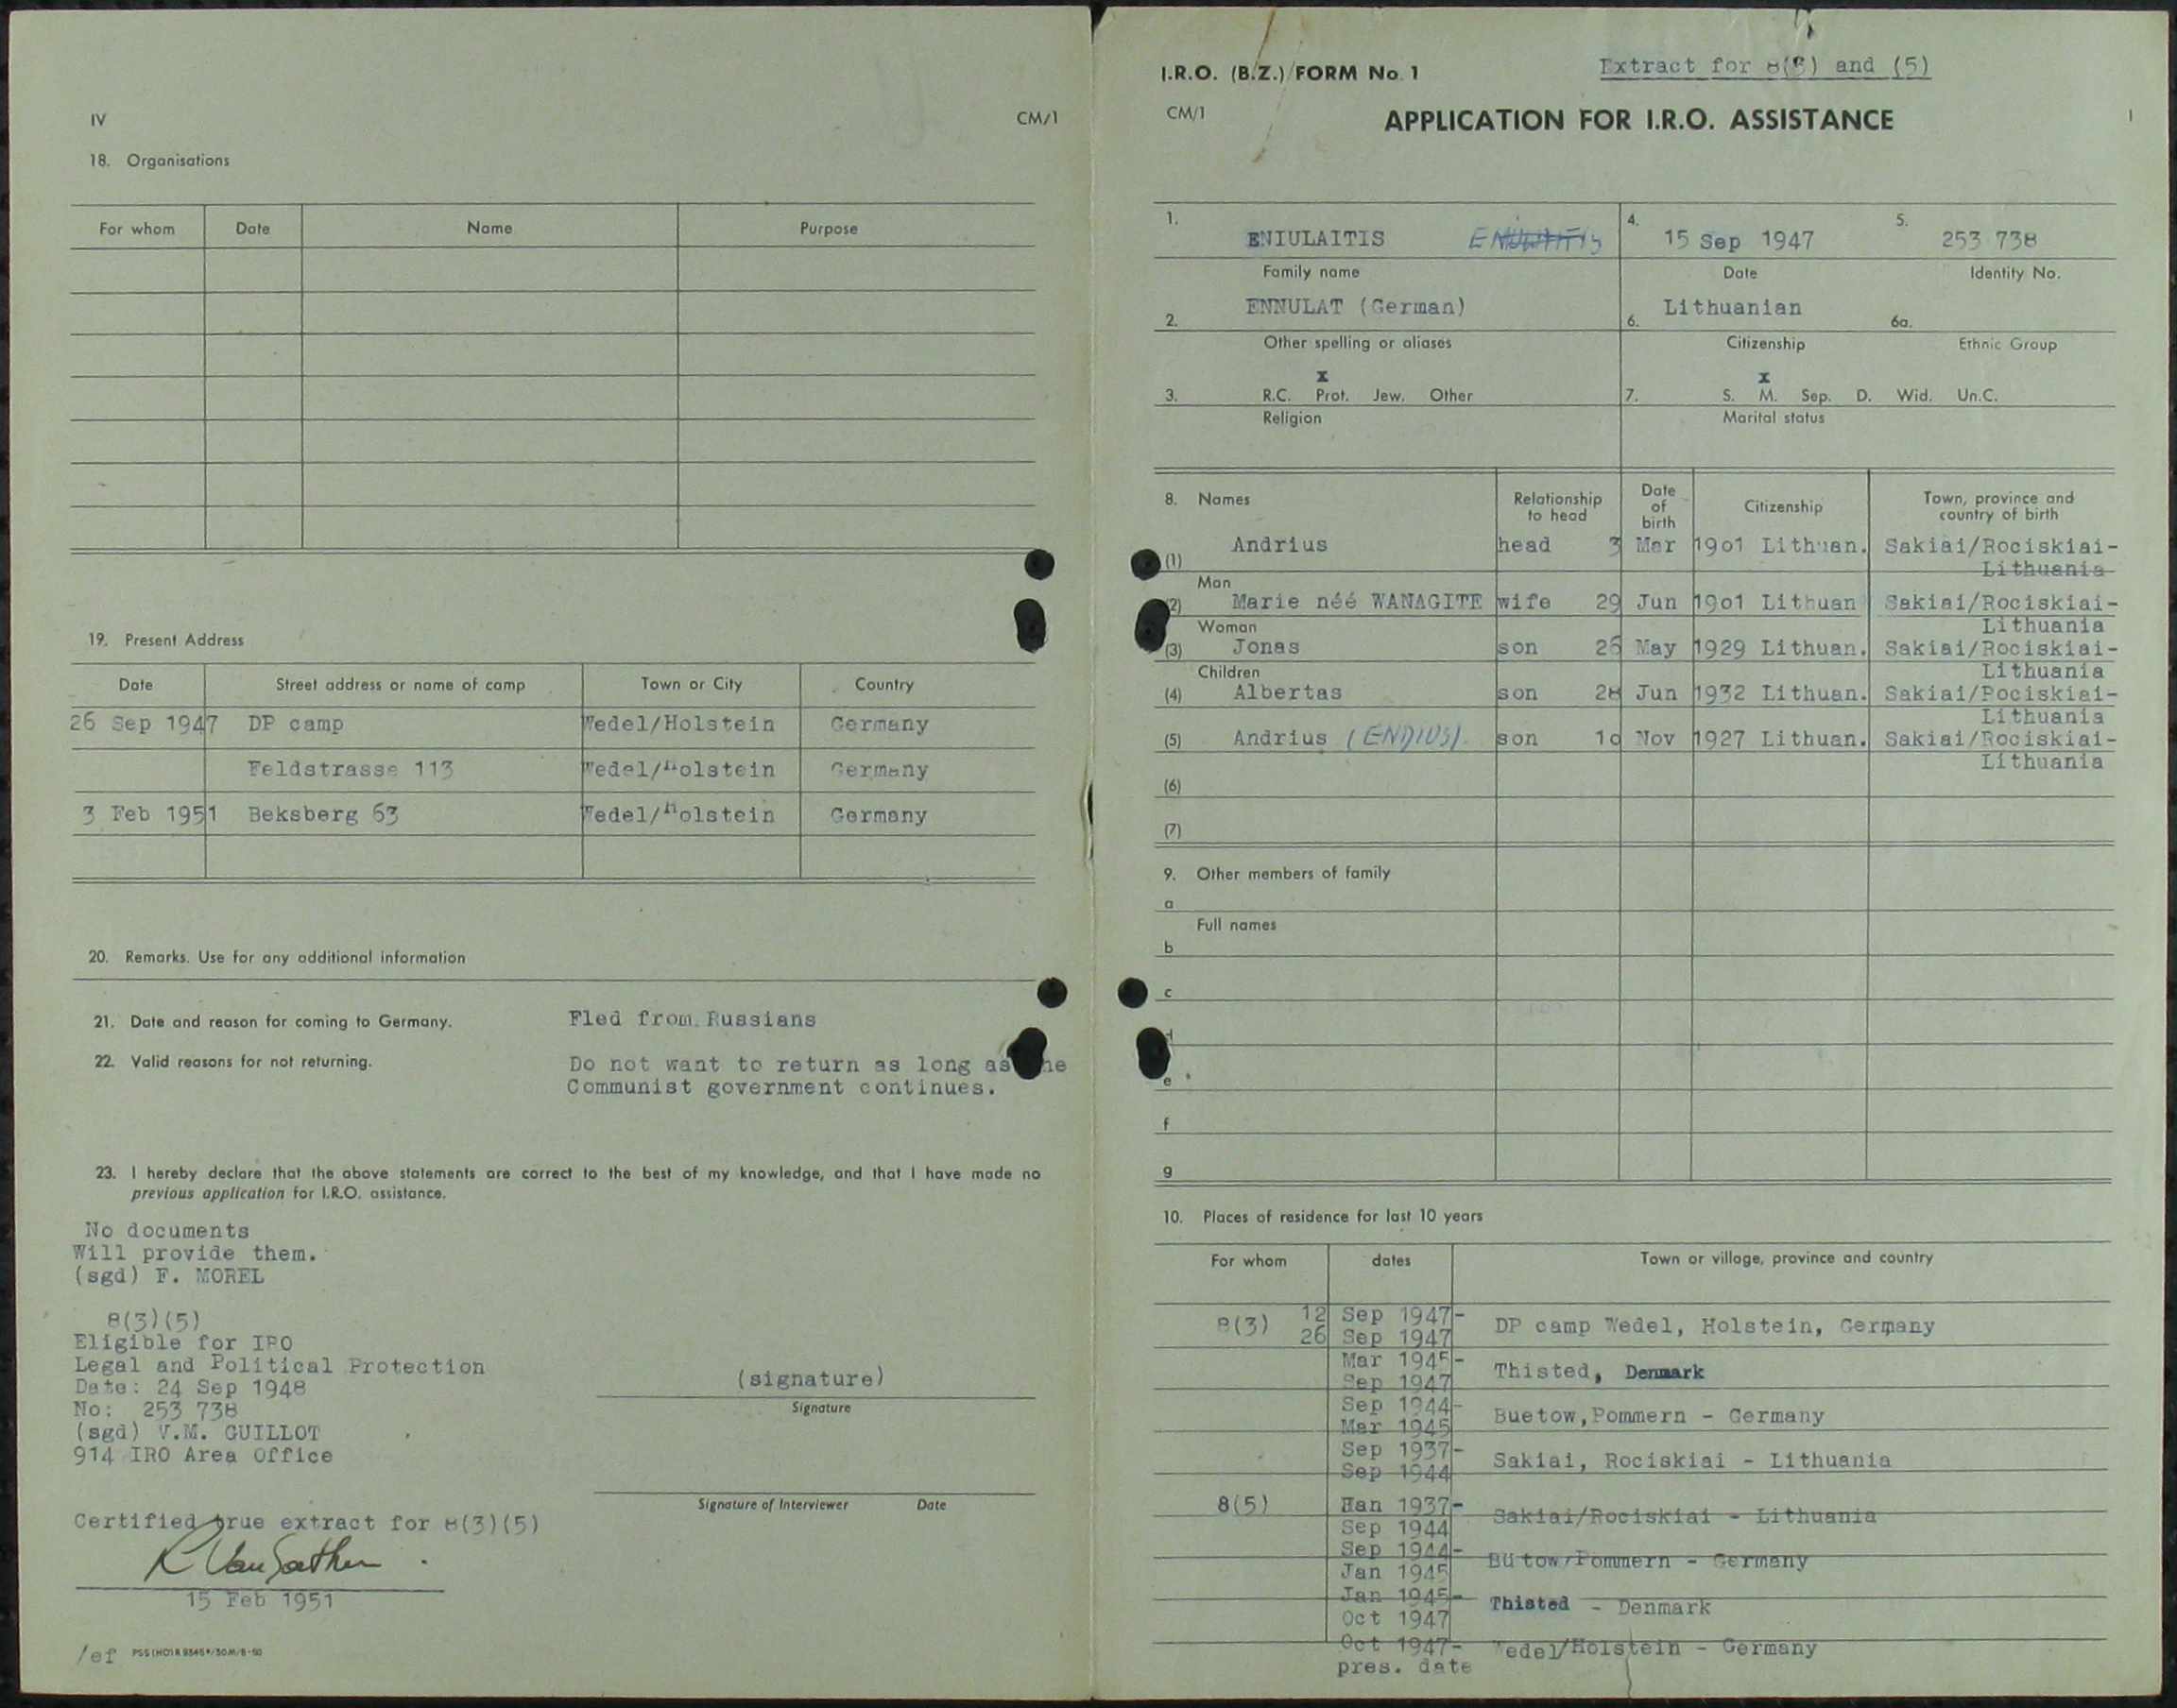 IV
CM/1
18. Organisations
For whom
Date
Name
Purpose
19. Present Address
Date
Street address or name of camp
Town or City
Country
26 Sep 1947 DP camp Wedel/Holstein Germany
Feldstrasse 113 Wedel/Holstein Germany
3 Feb 1951 Beksberg 63 Wedel/Holstein Germany
20. Remarks. Use for any additional information
21. Date and reason for coming to Germany. Fled from Russians
22. Valid reasons for not returning. Do not want to return as long as he
Communist government continues.
23. I hereby declare that the above statements are correct to the best of my knowledge, and that I have made no
previous application for I.R.O. assistance.
No documents
Will provide them.
(sgd) F. MOREL
8(3)(5)
Eligible for IRO
Legal and Political Protection
Date: 24 Sep 1948
No: 253 738
(sgd) V.M. GUILLOT
914 IRO Area Office
(signature)
Signature
Signature of Interviewer Date
Certified true extract for 8(3)(5)
15 Feb 1951
/ef
I.R.O. (B.Z.) FORM No. 1
Extract for 8(3) and (5)
CM/1
APPLICATION FOR I.R.O. ASSISTANCE
I
1. ENIULAITIS
Family name
4. 15 Sep 1947
Date
5. 253 738
Identity No.
2. ENNULAT (German)
Other spelling or aliases
6. Lithuanian
Citizenship
6a.
Ethnic Group
x
3. R.C. Prot. Jew. Other
Religion
x
7. S. M. Sep. D. Wid. Un.C.
Marital status
8. Names
Relationship to head
Date of birth
Citizenship
Town, province and country of birth
(1) Andrius head 3 Mar 1901 Lithuan. Sakiai/Rociskiai-
Lithuania
Man
(2) Marie néé WANAGITE wife 29 Jun 1901 Lithuan Sakiai/Rociskiai-
Lithuania
Woman
(3) Jonas son 26 May 1929 Lithuan. Sakiai/Rociskiai-
Lithuania
Children
(4) Albertas son 28 Jun 1932 Lithuan. Sakiai/Rociskiai-
Lithuania
(5) Andrius (ENDIUS). son 10 Nov 1927 Lithuan. Sakiai/Rociskiai-
Lithuania
(6)
(7)
9. Other members of family
a
Full names
b
c
d
e
f
g
10. Places of residence for last 10 years
For whom
dates
Town or village, province and country
8(3) 12 Sep 1947-
26 Sep 1947
DP camp Wedel, Holstein, Germany
Mar 1945-
Sep 1947
Thisted, Denmark
Sep 1944-
Mar 1945
Buetow, Pommern - Germany
Sep 1937-
Sep 1944
Sakiai, Rociskiai - Lithuania
8(5) 1937-
Sep 1944
Sakiai/Rociskiai - Lithuania
Sep 1944-
Jan 1945
Bütow/Pommern - Germany
Jan 1945-
Oct 1947
Thisted - Denmark
Oct 1947-
pres. date
Wedel/Holstein - Germany